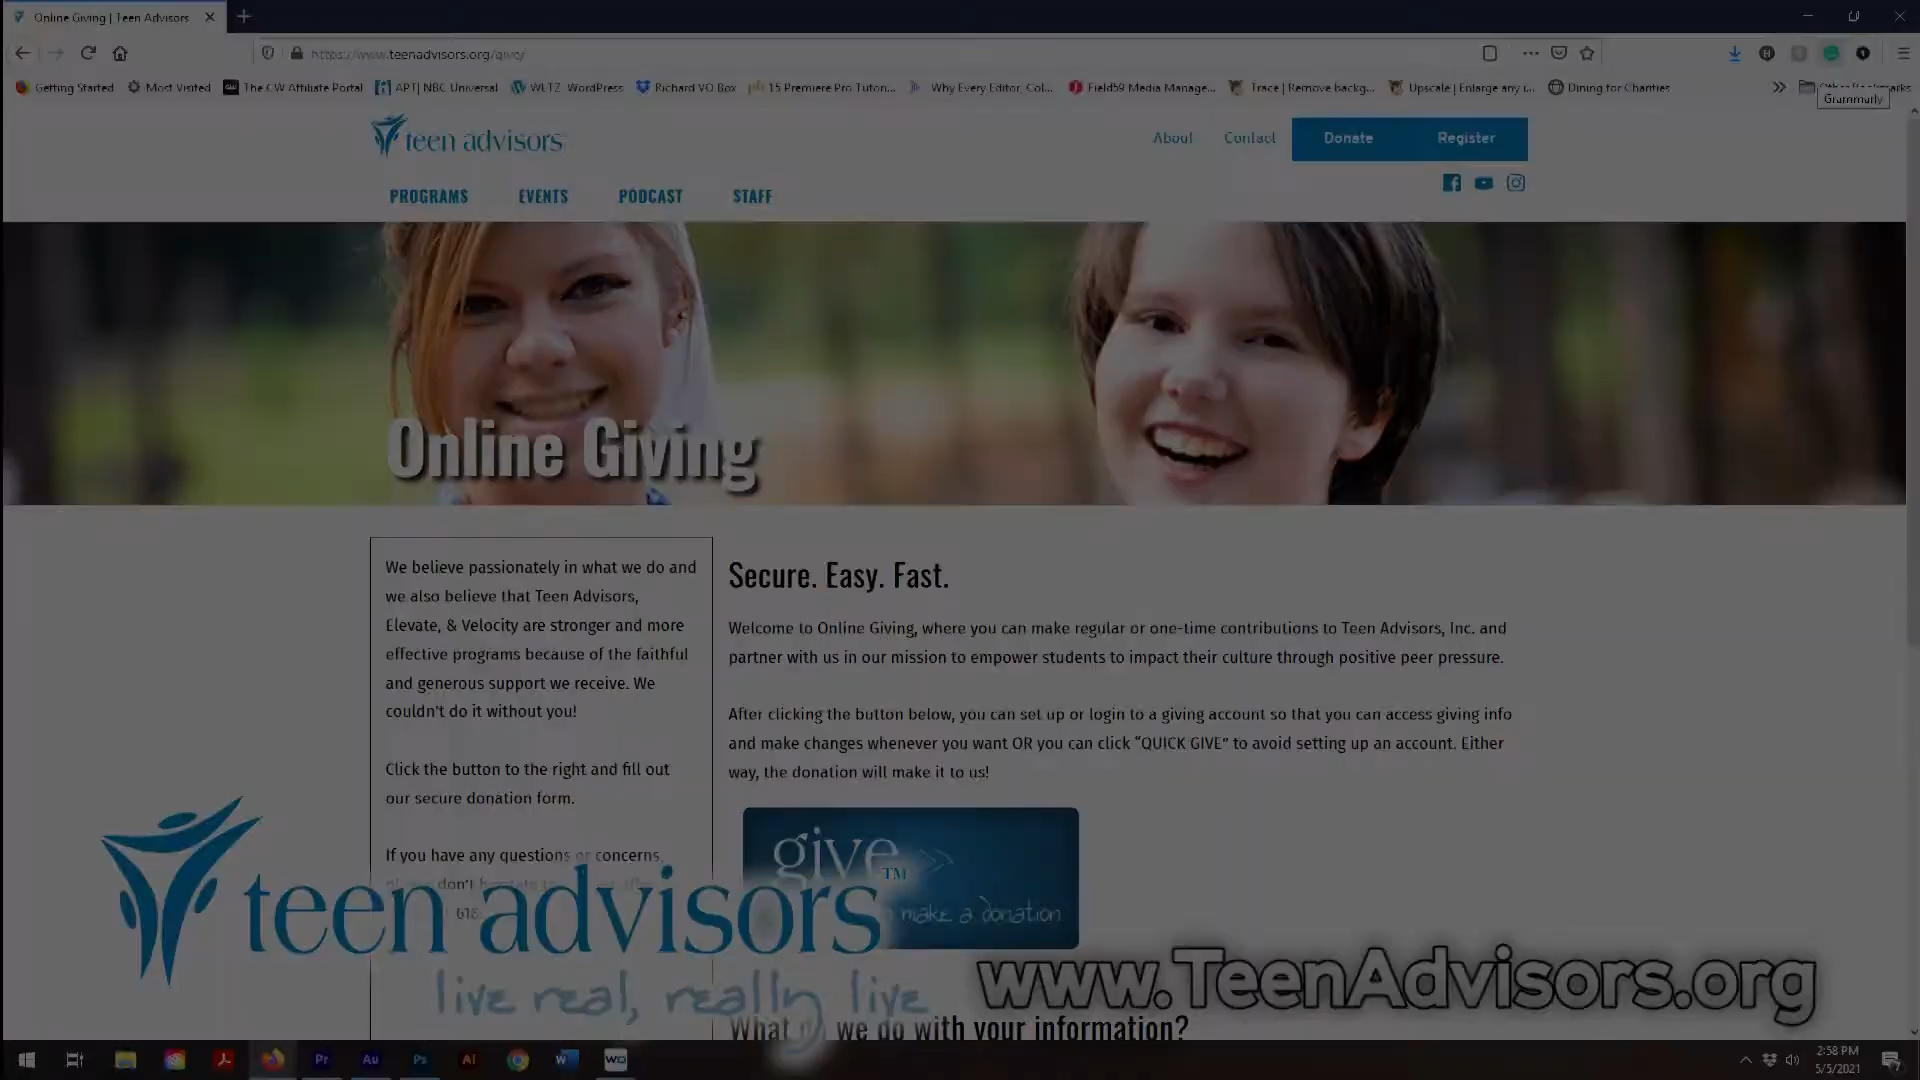 Online Giving | Teen Advisors
https://www.teenadvisors.org/give/
Getting Started Most Visited The CW Affiliate Portal APT| NBC Universal WLTZ WordPress Richard VO Box 15 Premiere Pro Tutori... Why Every Editor, Col... Field59 Media Manage... Trace | Remove backg... Upscale | Enlarge any i... Dining for Charities Other Bookmarks
Grammarly
teen advisors
About Contact Donate Register
PROGRAMS EVENTS PODCAST STAFF
Online Giving
We believe passionately in what we do and
we also believe that Teen Advisors,
Elevate, & Velocity are stronger and more
effective programs because of the faithful
and generous support we receive. We
couldn't do it without you!
Click the button to the right and fill out
our secure donation form.
If you have any questions or concerns,
don't
618
Secure. Easy. Fast.
Welcome to Online Giving, where you can make regular or one-time contributions to Teen Advisors, Inc. and
partner with us in our mission to empower students to impact their culture through positive peer pressure.
After clicking the button below, you can set up or login to a giving account so that you can access giving info
and make changes whenever you want OR you can click “QUICK GIVE” to avoid setting up an account. Either
way, the donation will make it to us!
give
make a donation
teen advisors™
live real, really live
www.TeenAdvisors.org
What we do with your information?
Pr Au Ps Ai W WO
2:58 PM
5/5/2021